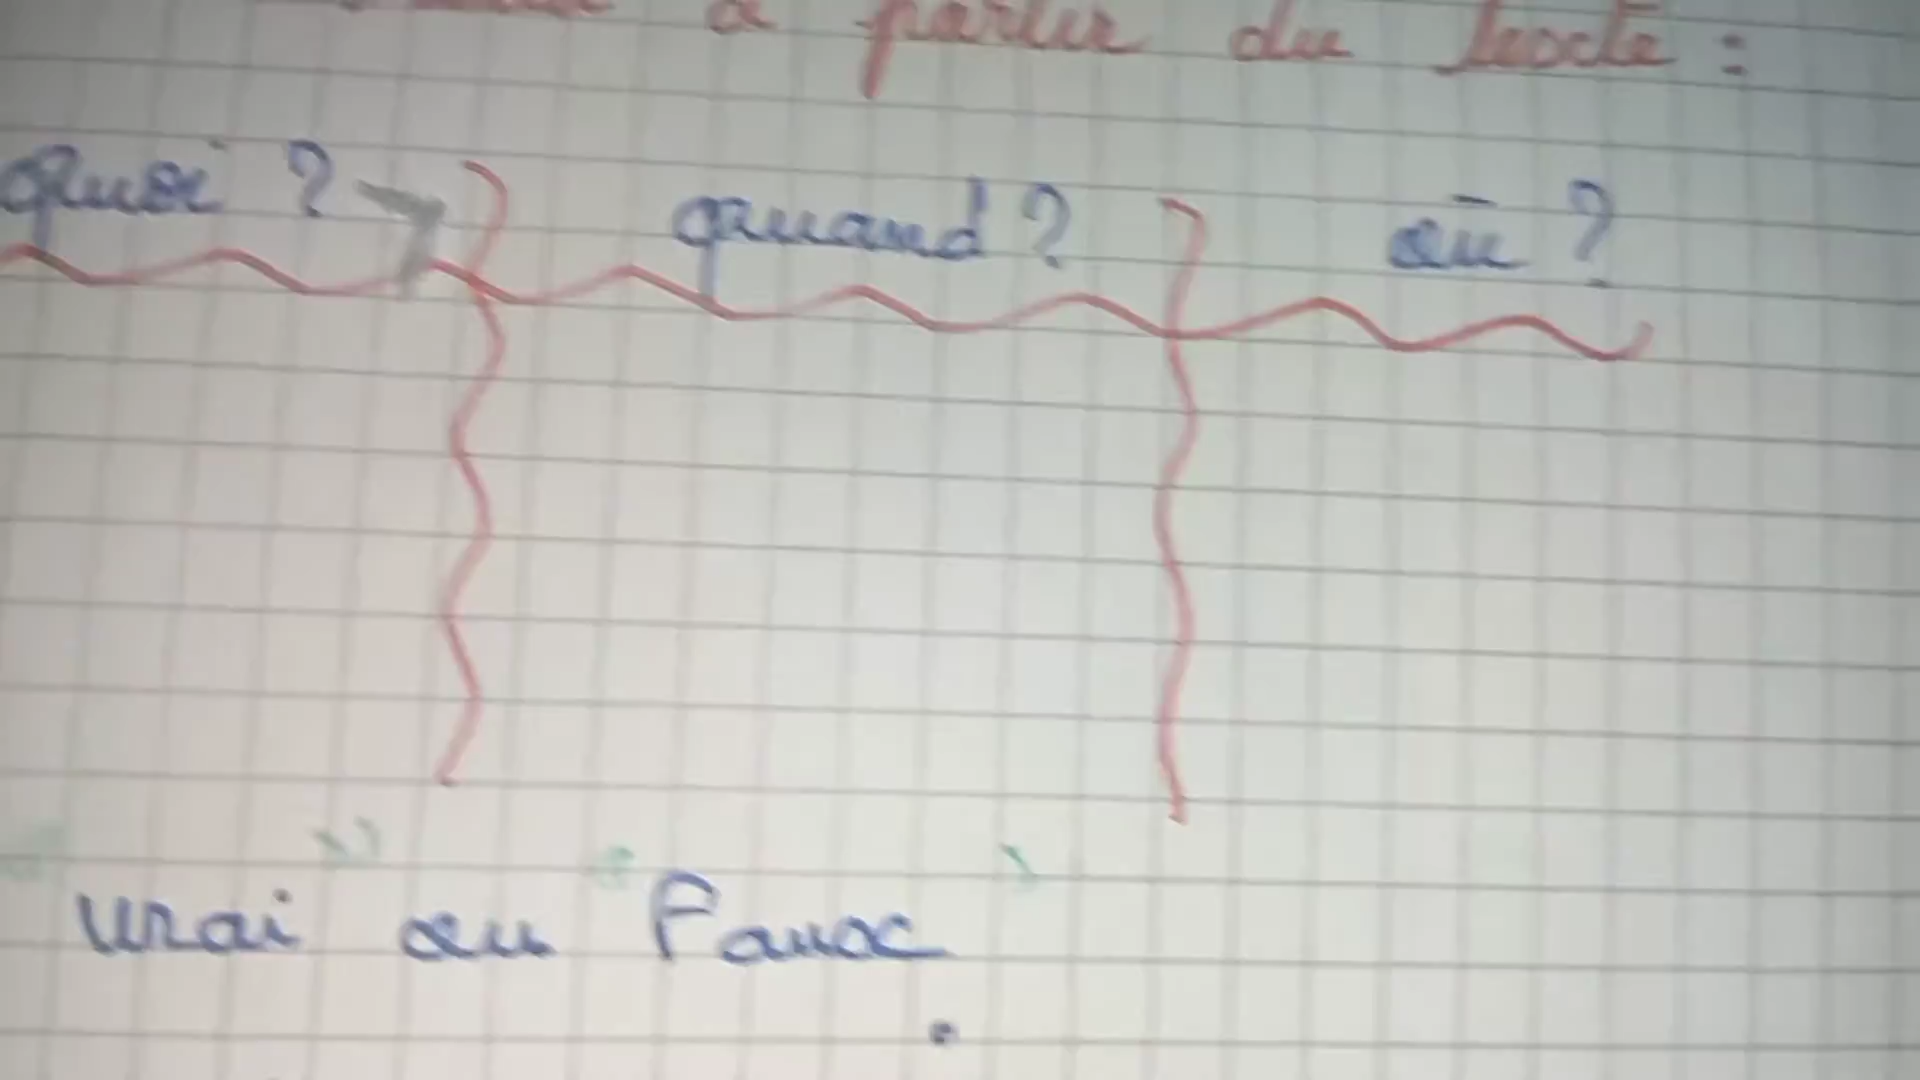 à partir du texte :
quoi ? quand ? où ?
" vrai " ou " Faux "